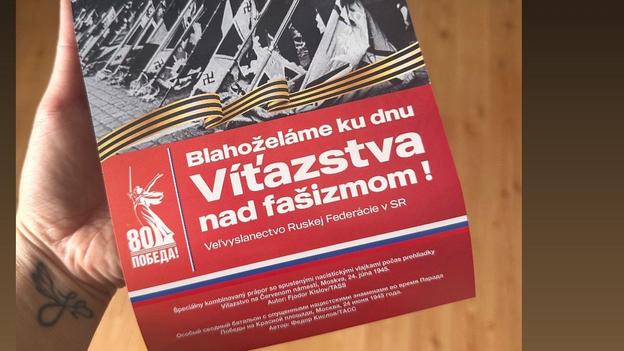 Blahoželáme ku dnu
Víťazstva
nad fašizmom !
Veľvyslanectvo Ruskej Federácie v SR
80
ПОБЕДА!
Špeciálny kombinovaný prápor so spustenými nacistickými vlajkami počas prehliadky
Víťazstva na Červenom námestí, Moskva, 24. júna 1945.
Autor: Fjodor Kislov/TASS
Особый сводный батальон с опущенными нацистскими знаменами во время Парада
Победы на Красной площади, Москва, 24 июня 1945 года.
Автор: Федор Кислов/ТАСС